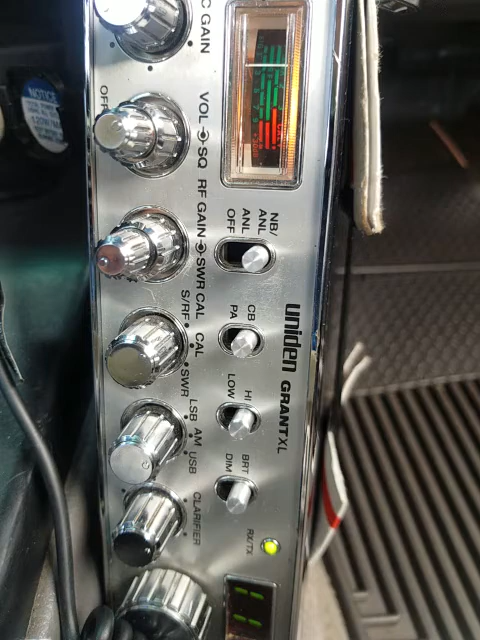 C GAIN
OFF
VOL SQ
RF GAIN SWR CAL
S/RF CAL SWR
LSB AM USB
CLARIFIER
NB/
ANL ANL OFF
CB PA
HI LOW
BRT DIM
RX/TX
uniden GRANT XL
11
NOTICE